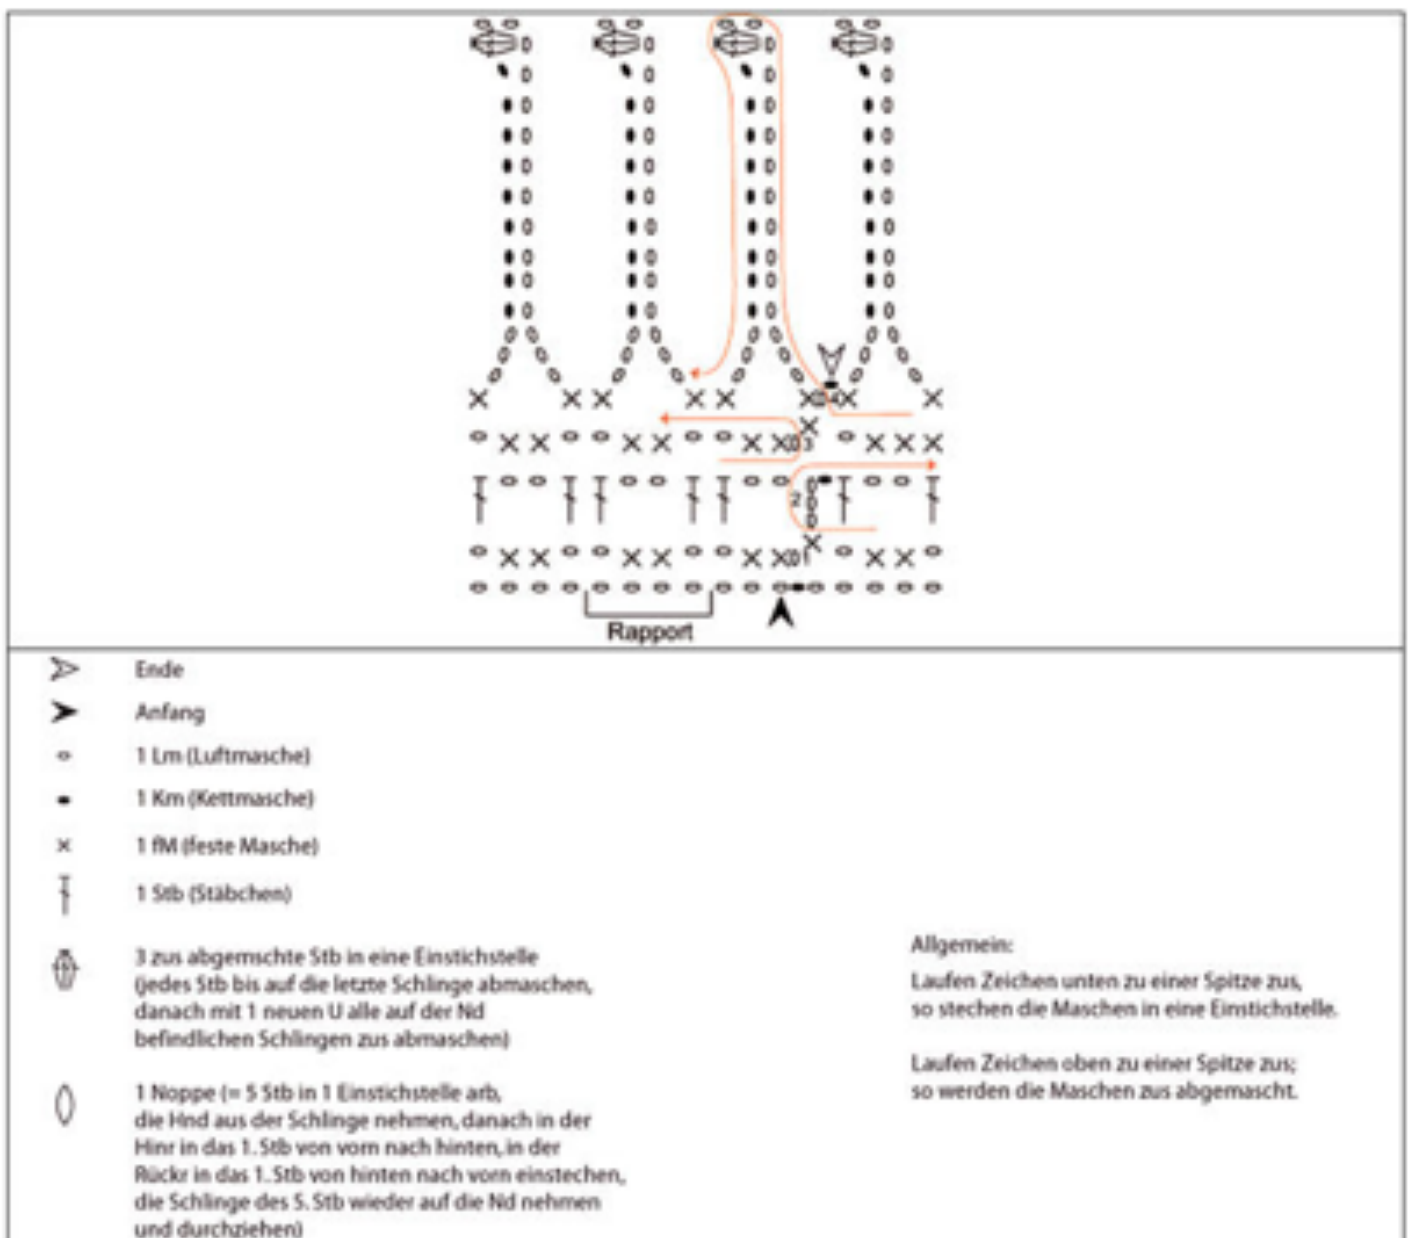 3
2
1
Rapport
Ende
Anfang
1 Lm (Luftmasche)
1 Km (Kettmasche)
1 fM (feste Masche)
1 Stb (Stäbchen)
3 zus abgemschte Stb in eine Einstichstelle
(jedes Stb bis auf die letzte Schlinge abmaschen,
danach mit 1 neuen U alle auf der Nd
befindlichen Schlingen zus abmaschen)
1 Noppe (= 5 Stb in 1 Einstichstelle arb,
die Hnd aus der Schlinge nehmen, danach in der
Hinr in das 1. Stb von vorn nach hinten, in der
Rückr in das 1. Stb von hinten nach vorn einstechen,
die Schlinge des 5. Stb wieder auf die Nd nehmen
und durchziehen)
Allgemein:
Laufen Zeichen unten zu einer Spitze zus,
so stechen die Maschen in eine Einstichstelle.
Laufen Zeichen oben zu einer Spitze zus;
so werden die Maschen zus abgemascht.